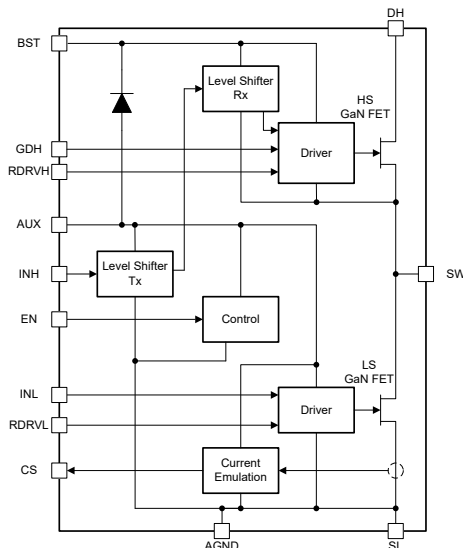 DH
BST
Level Shifter
Rx
HS
GaN FET
GDH
Driver
RDRVH
AUX
Level Shifter
Tx
INH
SW
EN
Control
LS
GaN FET
INL
Driver
RDRVL
CS
Current
Emulation
AGND
SL